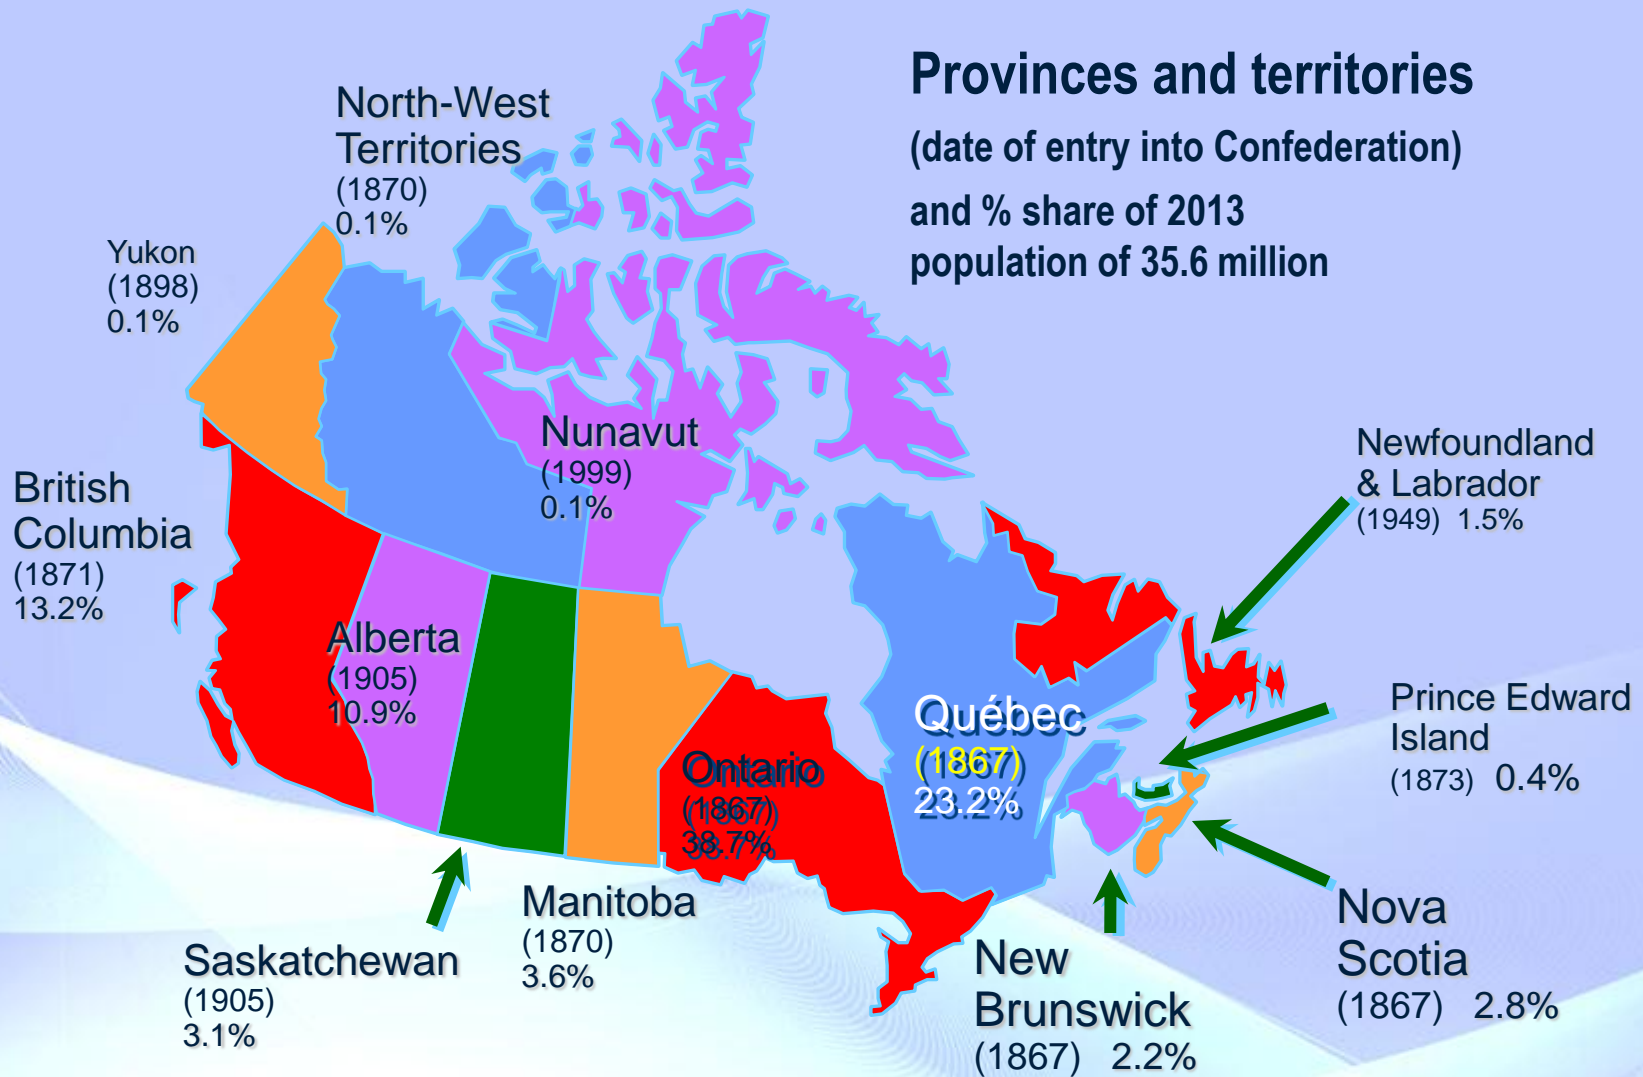 Provinces and territories
(date of entry into Confederation)
and % share of 2013
population of 35.6 million
North-West
Territories
(1870)
0.1%
Yukon
(1898)
0.1%
Nunavut
(1999)
0.1%
British
Columbia
(1871)
13.2%
Alberta
(1905)
10.9%
Saskatchewan
(1905)
3.1%
Manitoba
(1870)
3.6%
Ontario
(1867)
38.7%
Québec
(1867)
23.2%
Newfoundland
& Labrador
(1949) 1.5%
Prince Edward
Island
(1873) 0.4%
Nova
Scotia
(1867) 2.8%
New
Brunswick
(1867) 2.2%